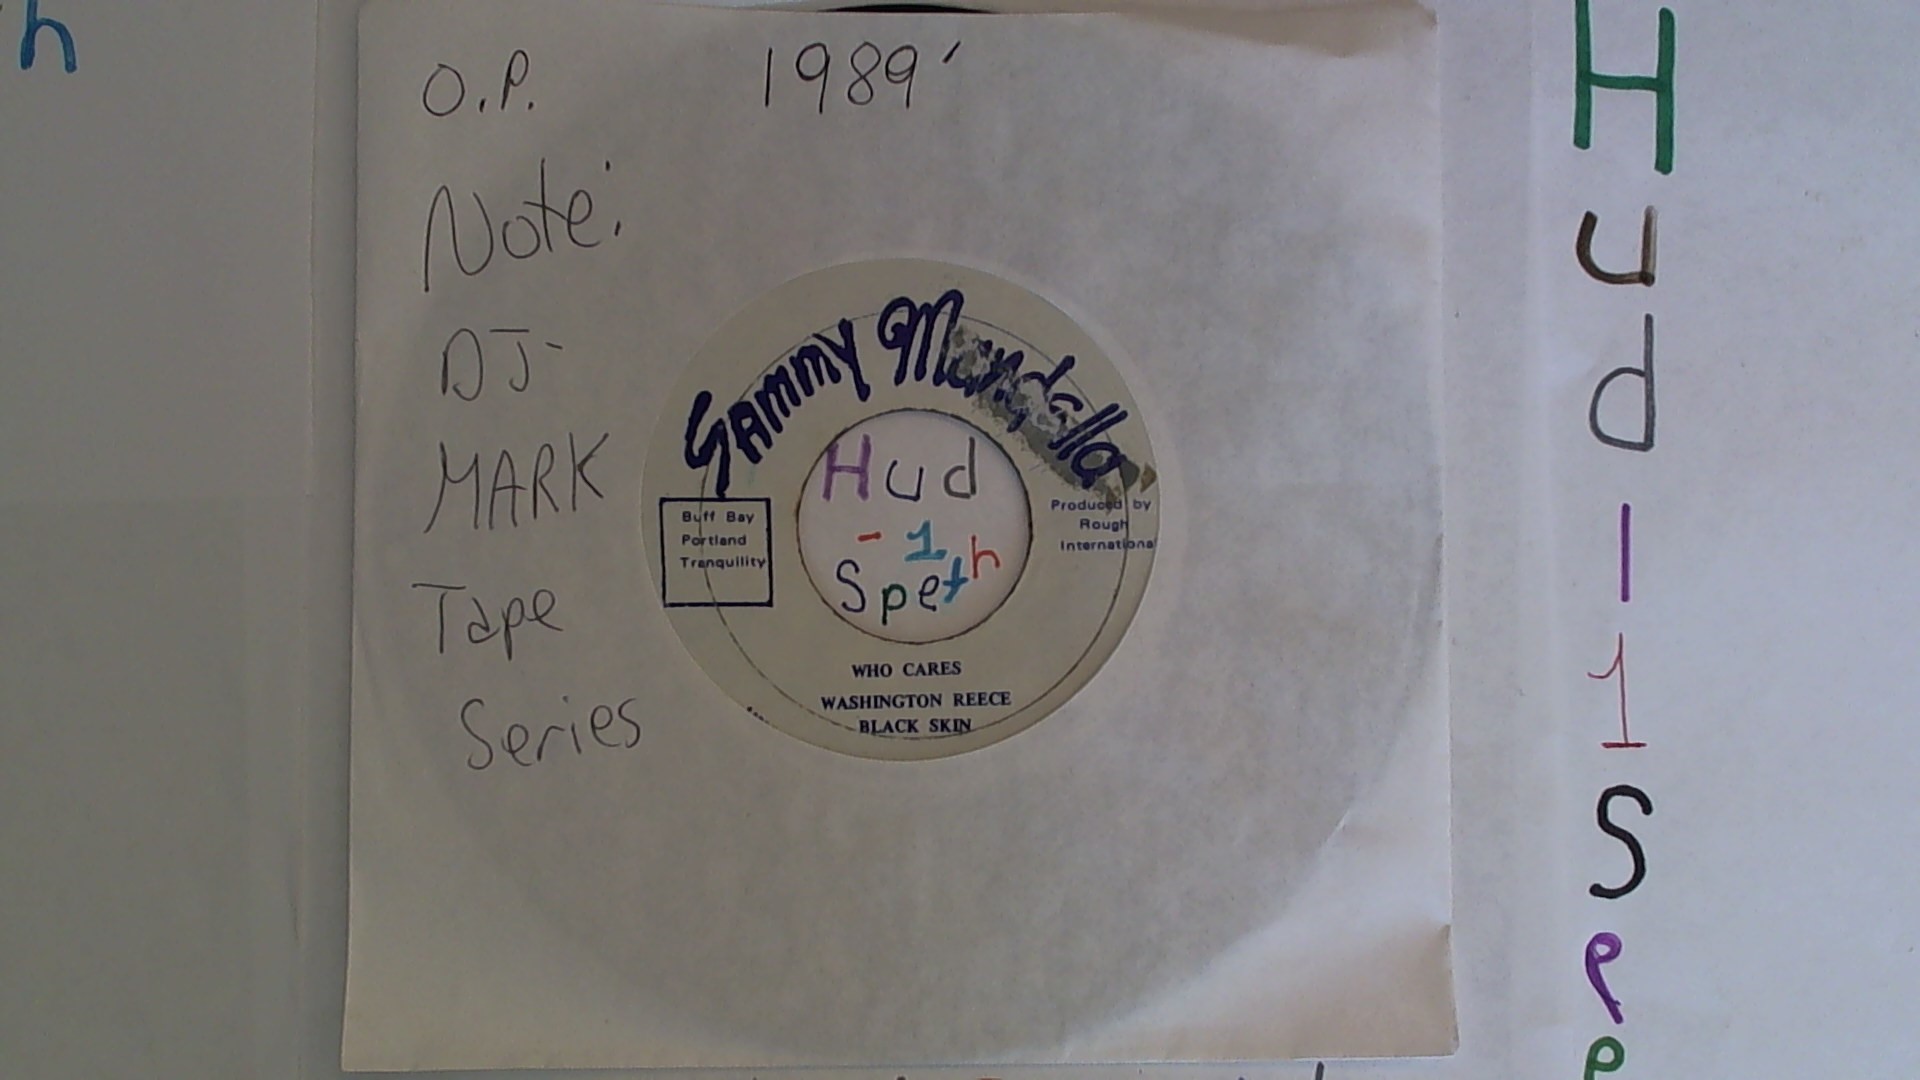 h
O.P. 1989'
Note:
DJ-
MARK
Tape
Series
Sammy Mandella
Buff Bay
Portland
Tranquility
Hud
-1
Speth
Produced by
Rough
International
WHO CARES
WASHINGTON REECE
BLACK SKIN
H
u
d
-
1
S
p
e